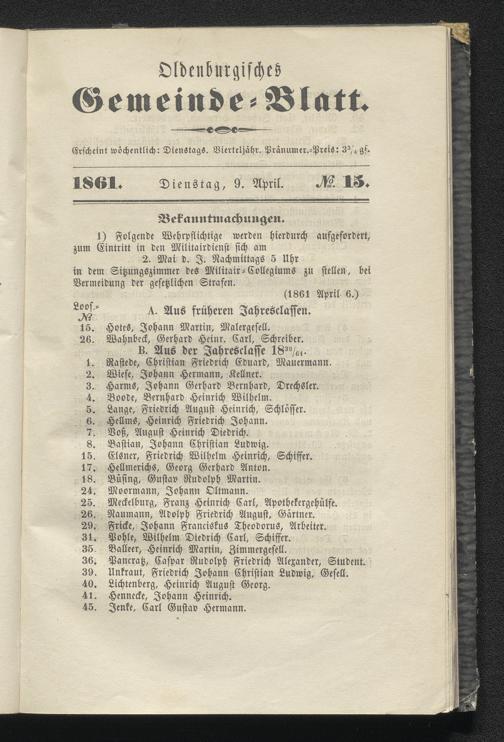 Oldenburgisches
Gemeinde-Blatt.
Erscheint wöchentlich: Dienstags. Vierteljähr. Pränumer.-Preis: 3¾ gſ.
1861. Dienstag, 9. April. № 15.
Bekanntmachungen.
1) Folgende Wehrpflichtige werden hierdurch aufgefordert,
zum Eintritt in den Militairdienst sich am
2. Mai d. J. Nachmittags 5 Uhr
in dem Sitzungszimmer des Militair-Collegiums zu stellen, bei
Vermeidung der gesetzlichen Strafen.
(1861 April 6.)
Loos-
№ A. Aus früheren Jahresclassen.
15. Hotes, Johann Martin, Malergesell.
26. Wahnbeck, Gerhard Heinr. Carl, Schreiber.
B. Aus der Jahresclasse 18⁶⁰/₆₁.
1. Rastede, Christian Friedrich Eduard, Mauermann.
2. Wiese, Johann Hermann, Kellner.
3. Harms, Johann Gerhard Bernhard, Drechsler.
4. Boode, Bernhard Heinrich Wilhelm.
5. Lange, Friedrich August Heinrich, Schlösser.
6. Hellms, Heinrich Friedrich Johann.
7. Voß, August Heinrich Diedrich.
8. Bastian, Johann Christian Ludwig.
15. Elsner, Friedrich Wilhelm Heinrich, Schiffer.
17. Hellmerichs, Georg Gerhard Anton.
18. Büsing, Gustav Rudolph Martin.
24. Moormann, Johann Oltmann.
25. Meckelburg, Franz Heinrich Carl, Apothekergehülfe.
26. Naumann, Adolph Friedrich August, Gärtner.
29. Fricke, Johann Franciskus Theodorus, Arbeiter.
31. Pohle, Wilhelm Diedrich Carl, Schiffer.
35 Balleer, Heinrich Martin, Zimmergesell.
36. Pancratz, Caspar Rudolph Friedrich Alexander, Student.
39. Unkraut, Friedrich Johann Christian Ludwig, Gesell.
40. Lichtenberg, Heinrich August Georg.
41. Hennecke, Johann Heinrich.
45. Jenke, Carl Gustav Hermann.